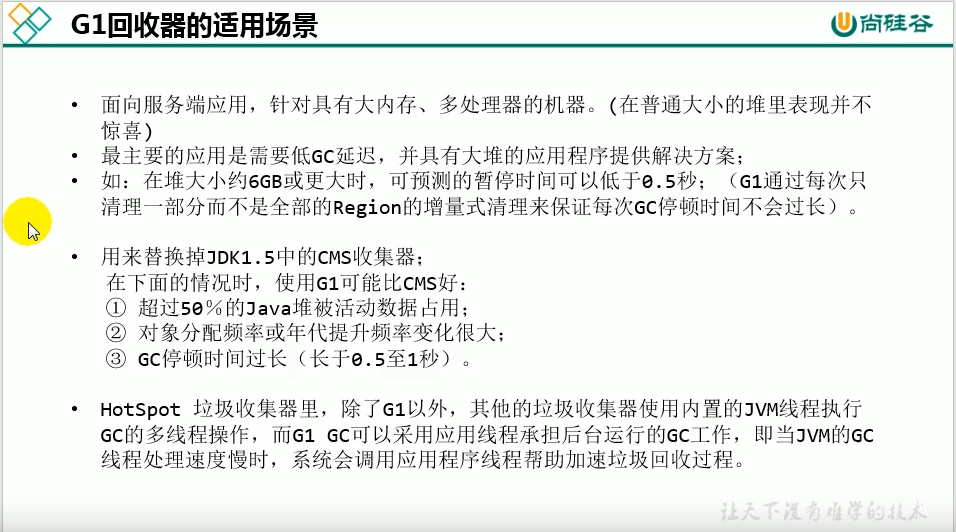 G1回收器的适用场景
尚硅谷
• 面向服务端应用，针对具有大内存、多处理器的机器。(在普通大小的堆里表现并不
惊喜)
• 最主要的应用是需要低GC延迟，并具有大堆的应用程序提供解决方案；
• 如：在堆大小约6GB或更大时，可预测的暂停时间可以低于0.5秒；（G1通过每次只
清理一部分而不是全部的Region的增量式清理来保证每次GC停顿时间不会过长）。
• 用来替换掉JDK1.5中的CMS收集器；
在下面的情况时，使用G1可能比CMS好：
① 超过50％的Java堆被活动数据占用；
② 对象分配频率或年代提升频率变化很大；
③ GC停顿时间过长（长于0.5至1秒）。
• HotSpot 垃圾收集器里，除了G1以外，其他的垃圾收集器使用内置的JVM线程执行
GC的多线程操作，而G1 GC可以采用应用线程承担后台运行的GC工作，即当JVM的GC
线程处理速度慢时，系统会调用应用程序线程帮助加速垃圾回收过程。
让天下没有难学的技术